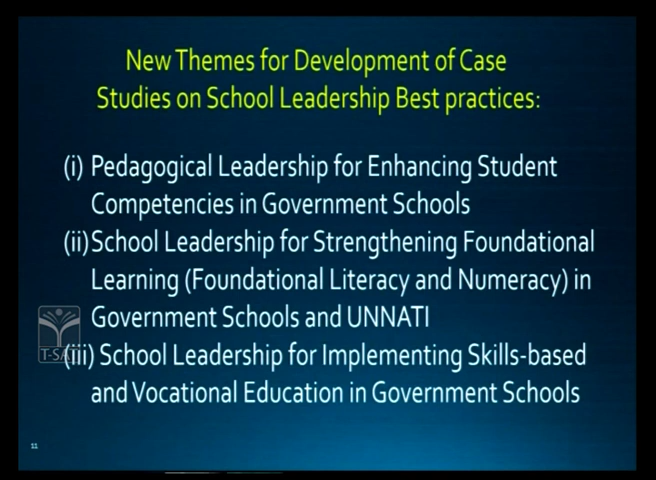 New Themes for Development of Case
Studies on School Leadership Best practices:
(i) Pedagogical Leadership for Enhancing Student
Competencies in Government Schools
(ii) School Leadership for Strengthening Foundational
Learning (Foundational Literacy and Numeracy) in
Government Schools and UNNATI
(iii) School Leadership for Implementing Skills-based
and Vocational Education in Government Schools
T-SAT
11